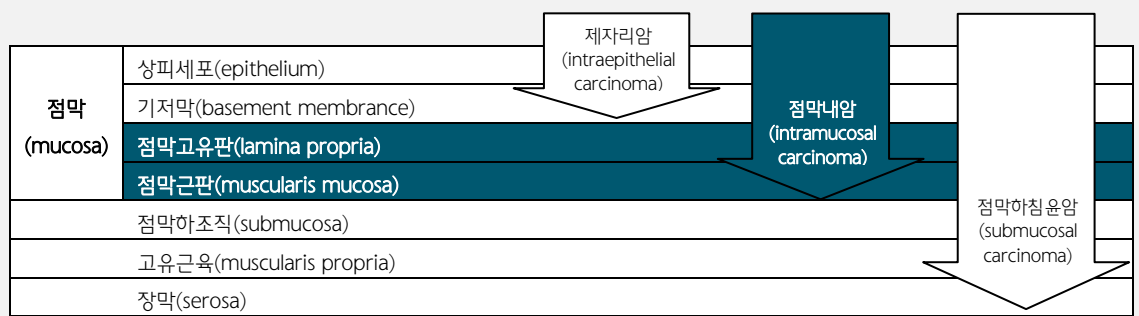 제자리암
(intraepithelial
carcinoma)
점막내암
(intramucosal
carcinoma)
점막하침윤암
(submucosal
carcinoma)
점막
(mucosa)
상피세포(epithelium)
기저막(basement membrance)
점막고유판(lamina propria)
점막근판(muscularis mucosa)
점막하조직(submucosa)
고유근육(muscularis propria)
장막(serosa)